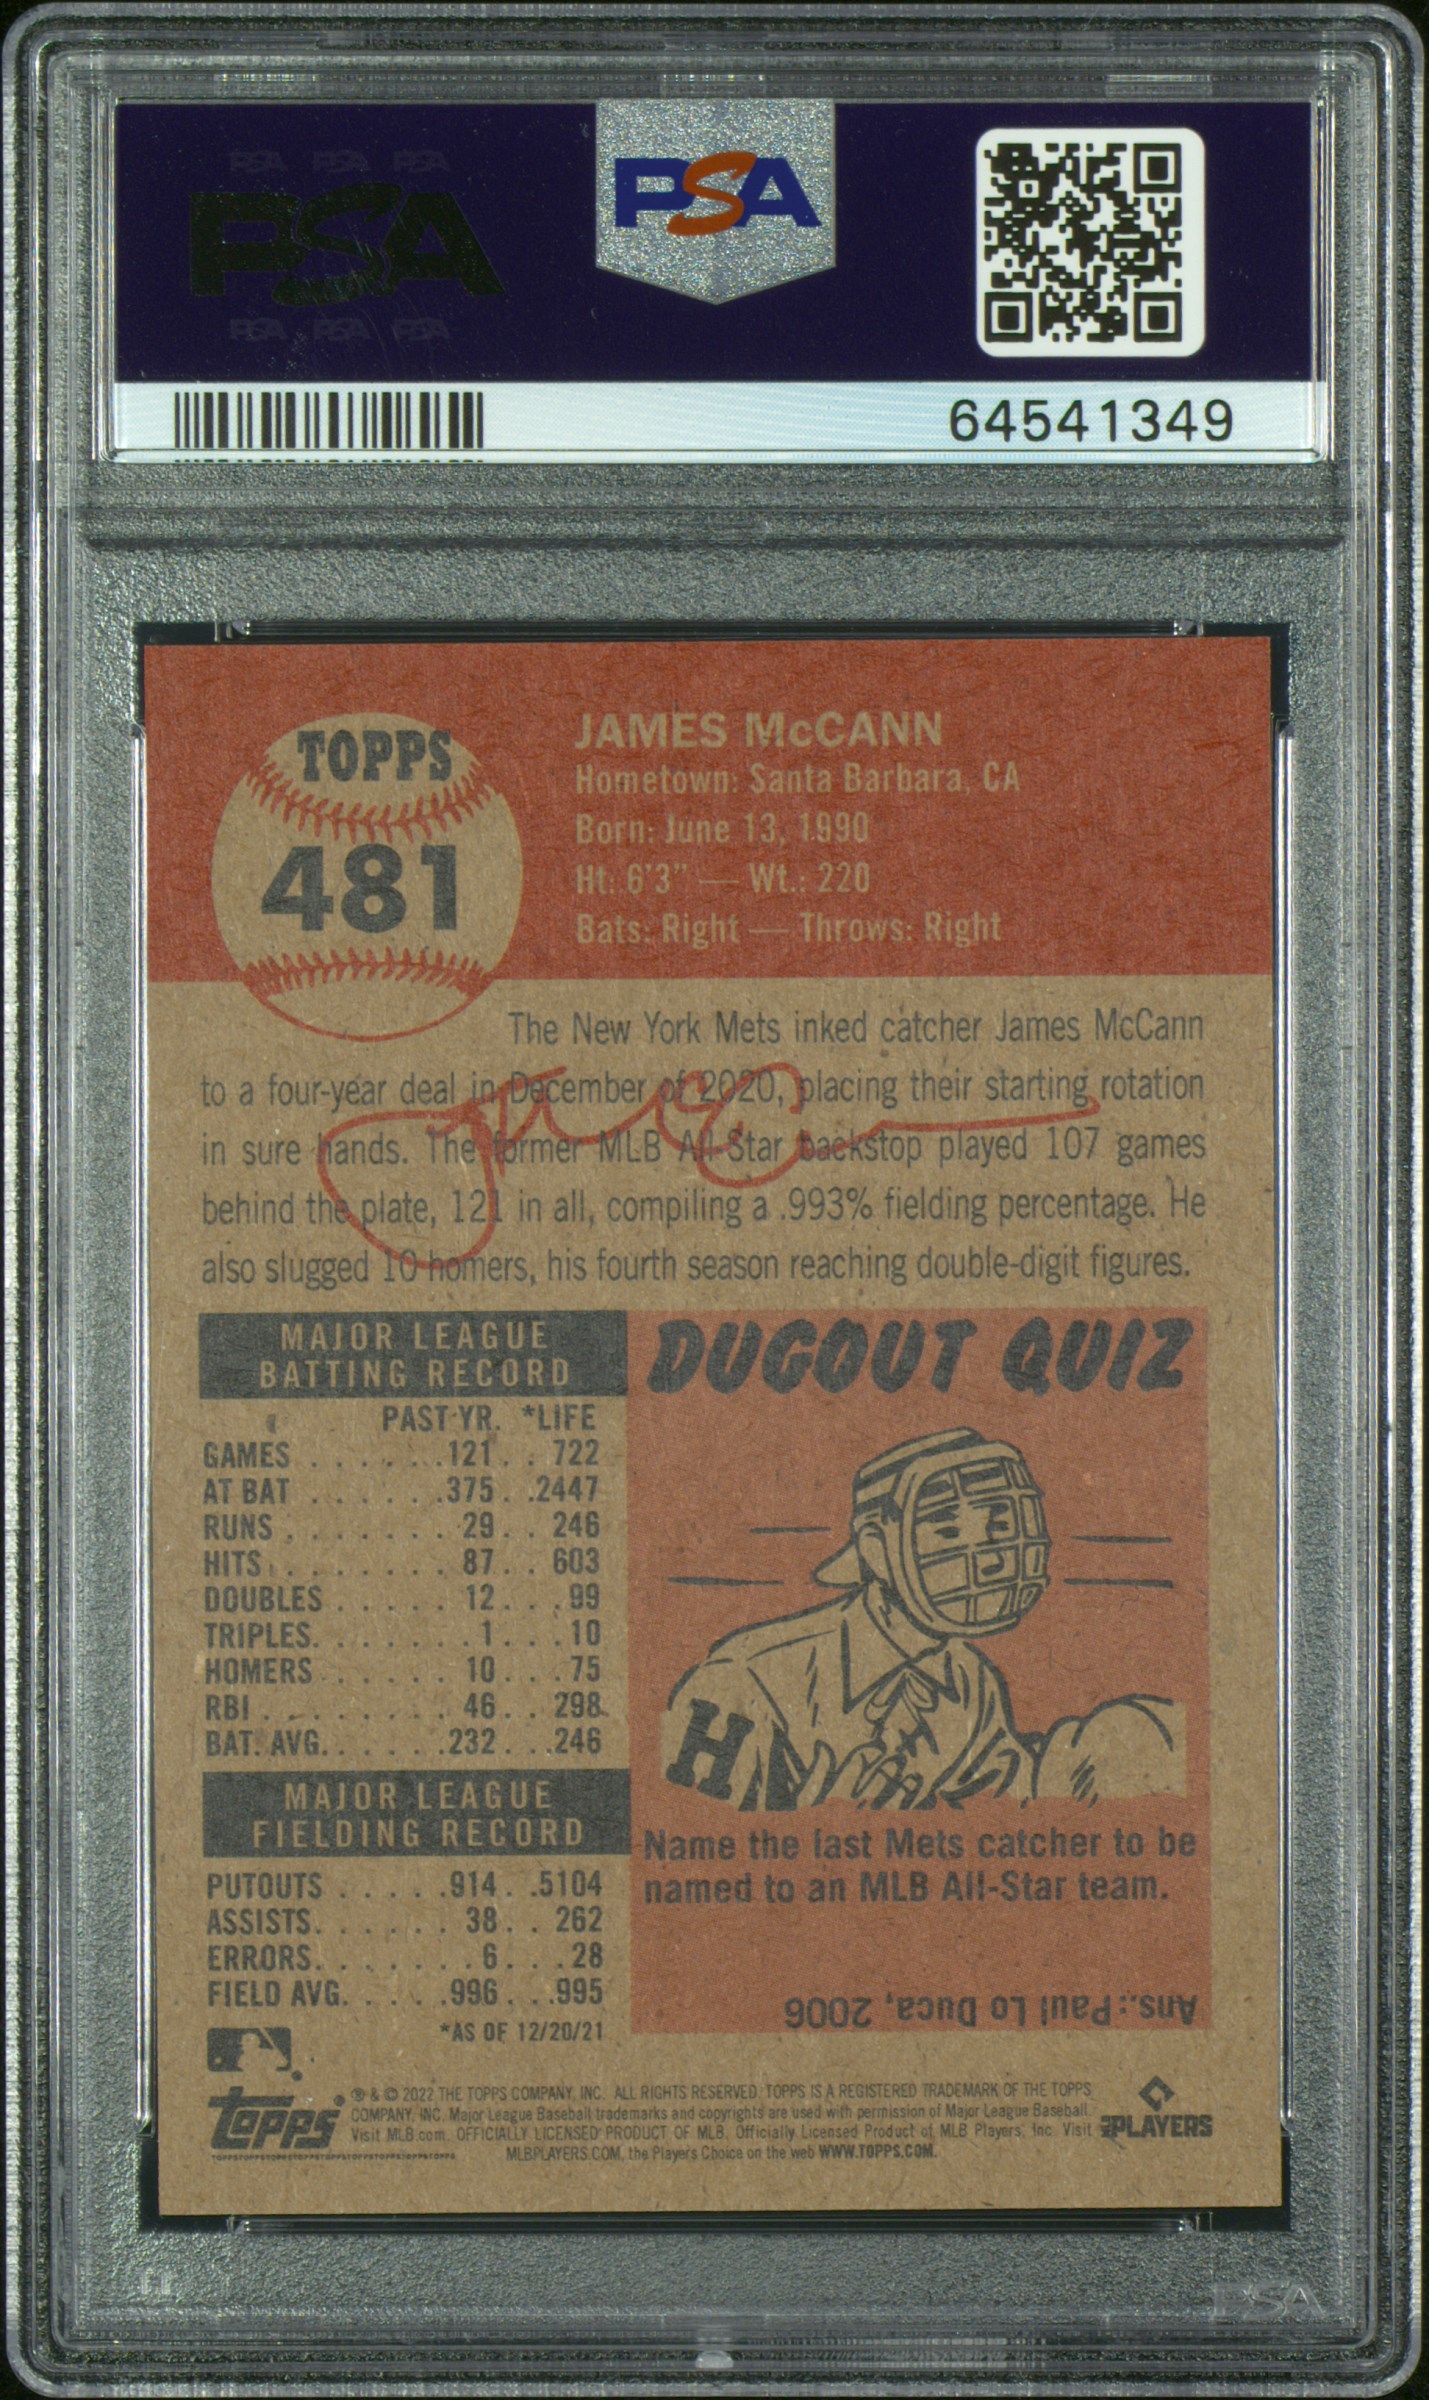 PSA PSA PSA
PSA
PSA PSA PSA
PSA
64541349
TOPPS
481
JAMES McCANN
Hometown: Santa Barbara, CA
Born: June 13, 1990
Ht: 6'3" — Wt.: 220
Bats: Right — Throws: Right
The New York Mets inked catcher James McCann
to a four-year deal in December of 2020, placing their starting rotation
in sure hands. The former MLB All-Star backstop played 107 games
behind the plate, 121 in all, compiling a .993% fielding percentage. He
also slugged 10 homers, his fourth season reaching double-digit figures.
MAJOR LEAGUE
BATTING RECORD
PAST YR. *LIFE
GAMES . . . . . . .121 . . 722
AT BAT . . . . . . .375 . .2447
RUNS . . . . . . . 29 . . 246
HITS . . . . . . . . 87 . . 603
DOUBLES . . . . . 12 . . .99
TRIPLES. . . . . . . .1 . . .10
HOMERS . . . . . . 10 . . .75
RBI . . . . . . . . . 46 . . 298
BAT. AVG. . . . . .232 . . .246
MAJOR LEAGUE
FIELDING RECORD
PUTOUTS . . . . .914 . .5104
ASSISTS. . . . . . 38 . . 262
ERRORS. . . . . . . 6 . . .28
FIELD AVG. . . . .996 . . .995
*AS OF 12/20/21
DUGOUT QUIZ
H
Name the last Mets catcher to be
named to an MLB All-Star team.
Ans.: Paul Lo Duca, 2006
TOPPS
® & © 2022 THE TOPPS COMPANY, INC. ALL RIGHTS RESERVED. TOPPS IS A REGISTERED TRADEMARK OF THE TOPPS
COMPANY, INC. Major League Baseball trademarks and copyrights are used with permission of Major League Baseball.
Visit MLB.com. OFFICIALLY LICENSED PRODUCT OF MLB. Officially Licensed Product of MLB Players, Inc. Visit
MLBPLAYERS.COM, the Players Choice on the web WWW.TOPPS.COM.
PLAYERS
PSA